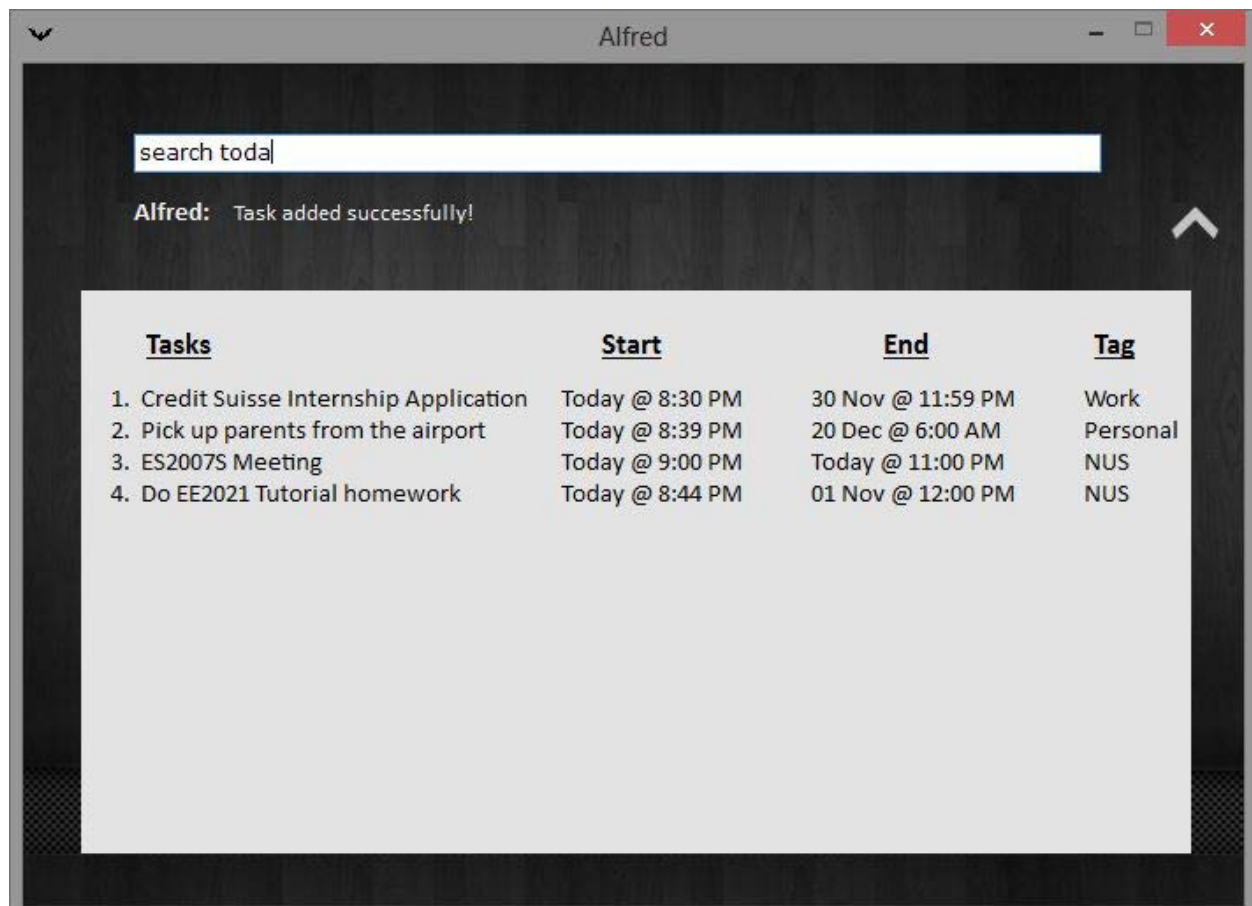 Alfred
search toda
Alfred: Task added successfully!
Tasks Start End Tag
1. Credit Suisse Internship Application Today @ 8:30 PM 30 Nov @ 11:59 PM Work
2. Pick up parents from the airport Today @ 8:39 PM 20 Dec @ 6:00 AM Personal
3. ES2007S Meeting Today @ 9:00 PM Today @ 11:00 PM NUS
4. Do EE2021 Tutorial homework Today @ 8:44 PM 01 Nov @ 12:00 PM NUS